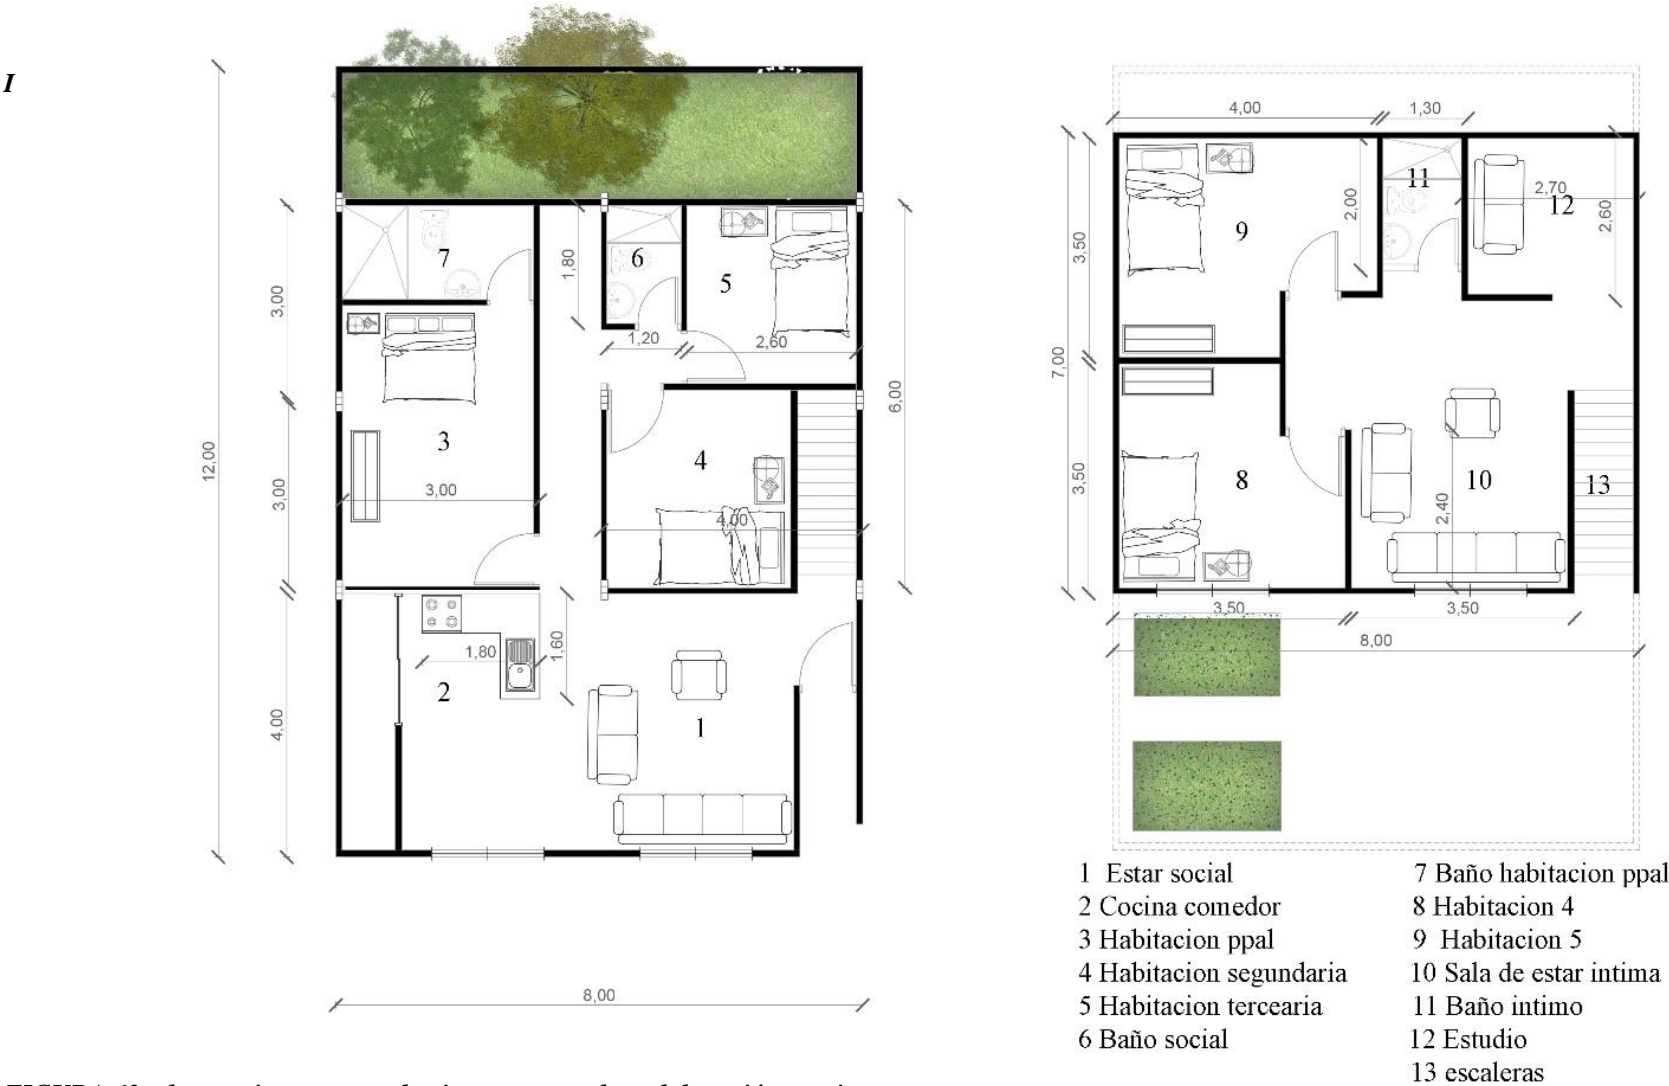 I
12,00
3,00
3,00
4,00
7
1,80
6
5
1,20
2,60
3
3,00
4
4,00
6,00
1,80
1,60
2
1
8,00
4,00
1,30
3,50
2,00
9
11
2,70
12
2,60
7,00
3,50
8
10
2,40
13
3,50
3,50
8,00
1 Estar social
2 Cocina comedor
3 Habitacion ppal
4 Habitacion segundaria
5 Habitacion tercearia
6 Baño social
7 Baño habitacion ppal
8 Habitacion 4
9 Habitacion 5
10 Sala de estar intima
11 Baño intimo
12 Estudio
13 escaleras